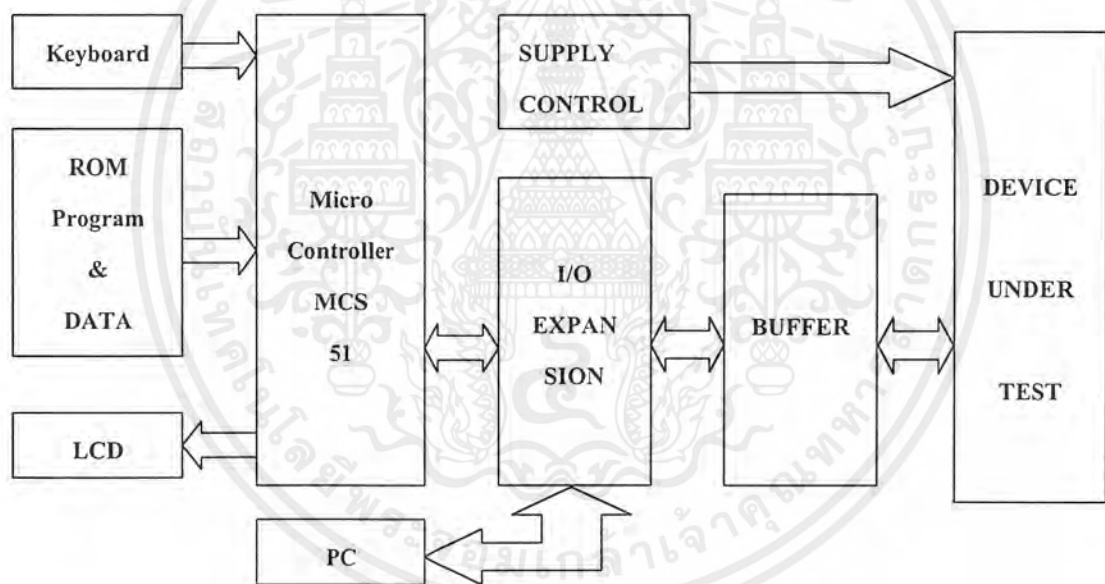 Keyboard
ROM
Program
&
DATA
LCD
Micro
Controller
MCS
51
PC
SUPPLY
CONTROL
I/O
EXPAN
SION
BUFFER
DEVICE
UNDER
TEST